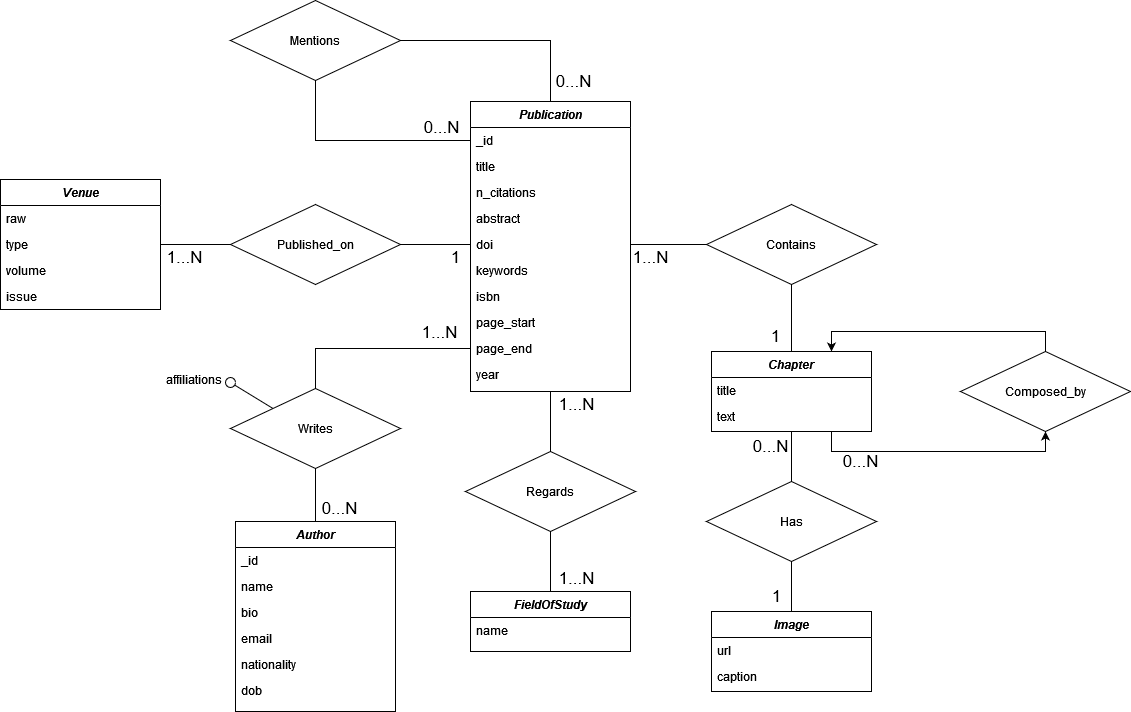 Mentions
0...N
0...N
Publication
_id
title
n_citations
abstract
doi
keywords
isbn
page_start
page_end
year
Venue
raw
type
volume
issue
1...N
Published_on
1
1...N
Contains
1
Chapter
title
text
Composed_by
0...N
0...N
Has
1
Image
url
caption
1...N
affiliations
Writes
0...N
Author
_id
name
bio
email
nationality
dob
1...N
Regards
1...N
FieldOfStudy
name